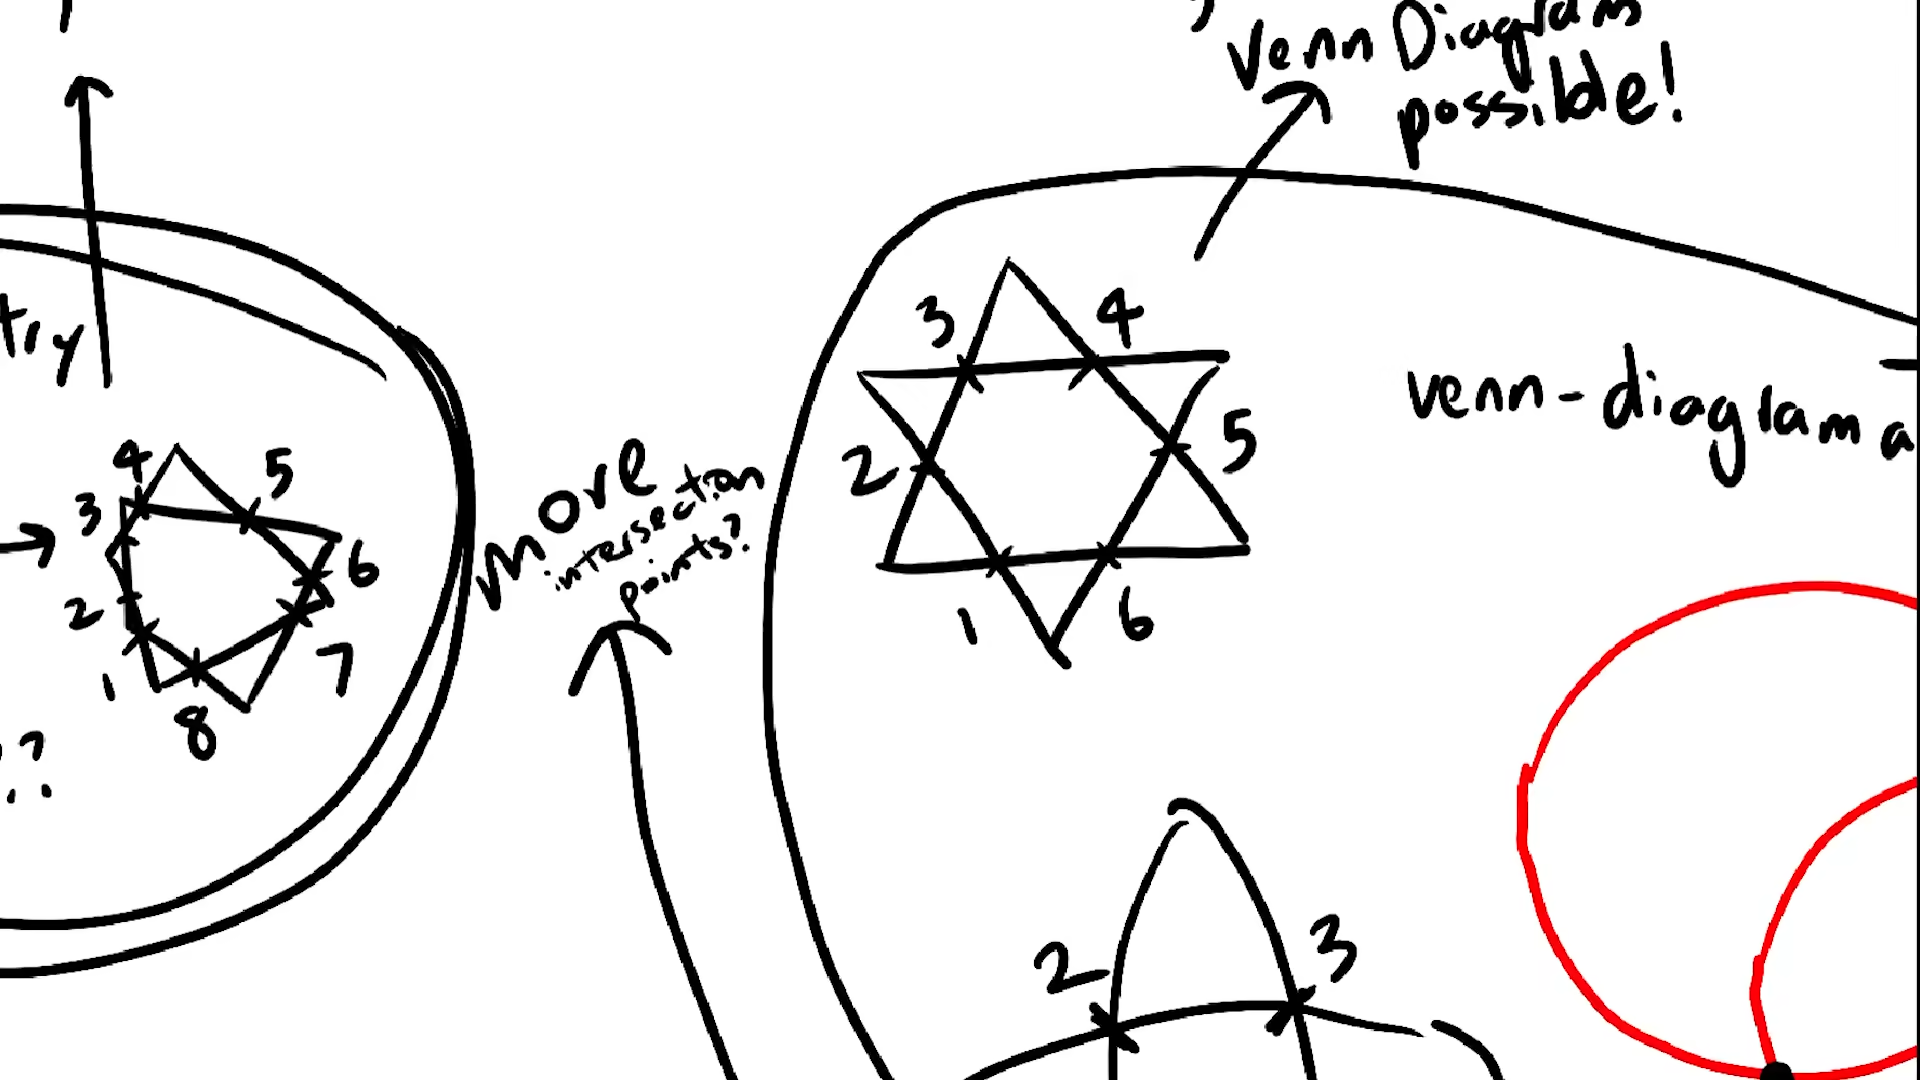 Venn Diagram
possible!
try
3 4
2 5
1 6
venn-diagram a
more
intersection
points?
4 5
3
6
2
1 7
8
??
2 3